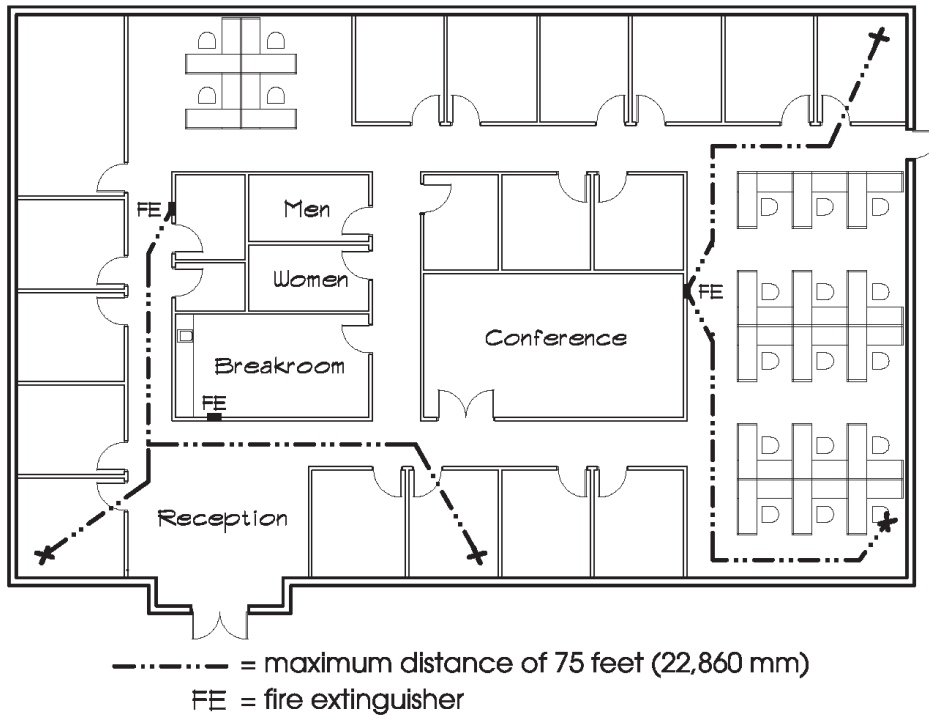 FE
Men
Women
FE
Conference
Breakroom
FE
Reception
= maximum distance of 75 feet (22,860 mm)
FE = fire extinguisher